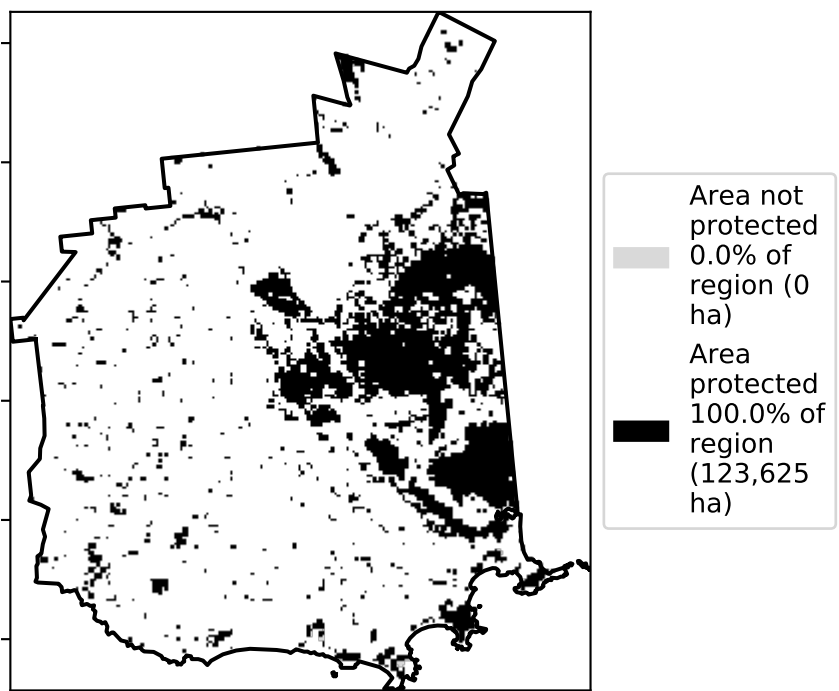 Area not
protected
0.0% of
region (0
ha)
Area
protected
100.0% of
region
(123,625
ha)